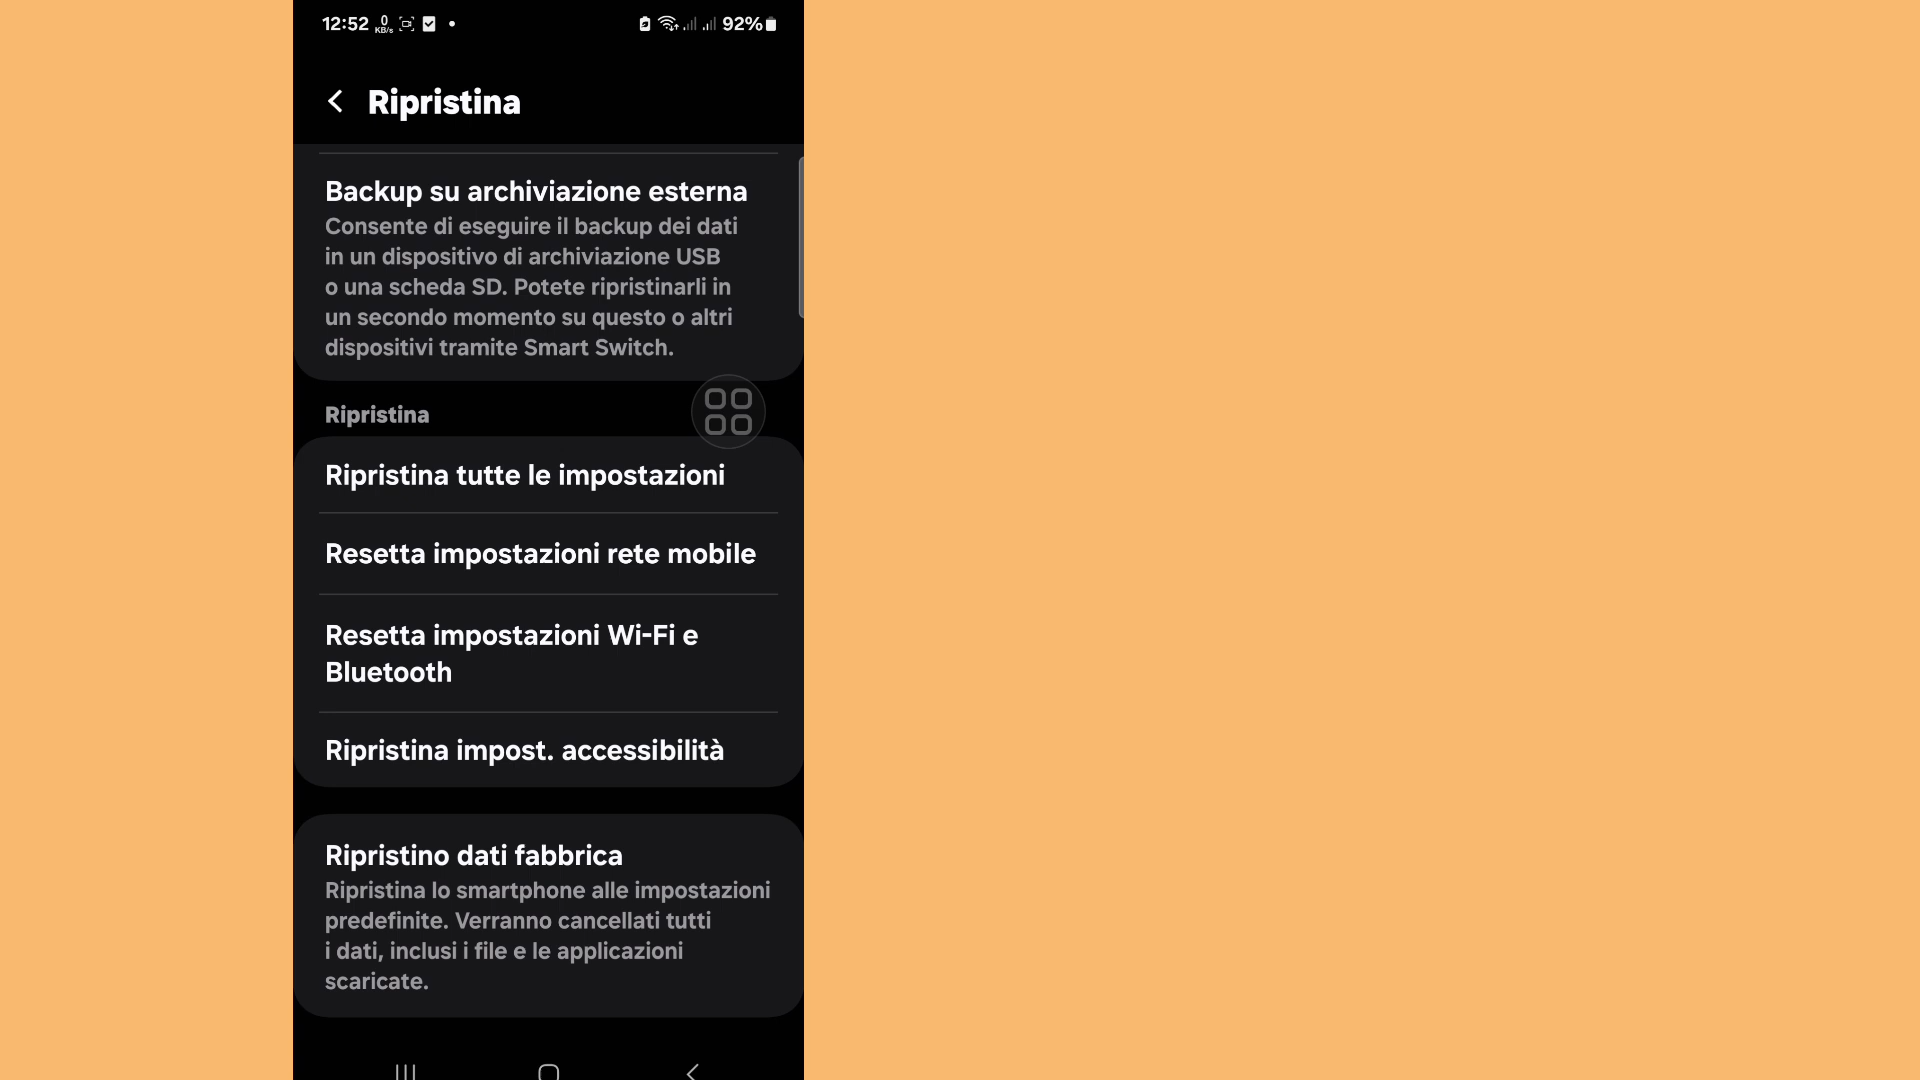 12:52 0 KB/s 92%
Ripristina
Backup su archiviazione esterna
Consente di eseguire il backup dei dati
in un dispositivo di archiviazione USB
o una scheda SD. Potete ripristinarli in
un secondo momento su questo o altri
dispositivi tramite Smart Switch.
Ripristina
Ripristina tutte le impostazioni
Resetta impostazioni rete mobile
Resetta impostazioni Wi-Fi e
Bluetooth
Ripristina impost. accessibilità
Ripristino dati fabbrica
Ripristina lo smartphone alle impostazioni
predefinite. Verranno cancellati tutti
i dati, inclusi i file e le applicazioni
scaricate.